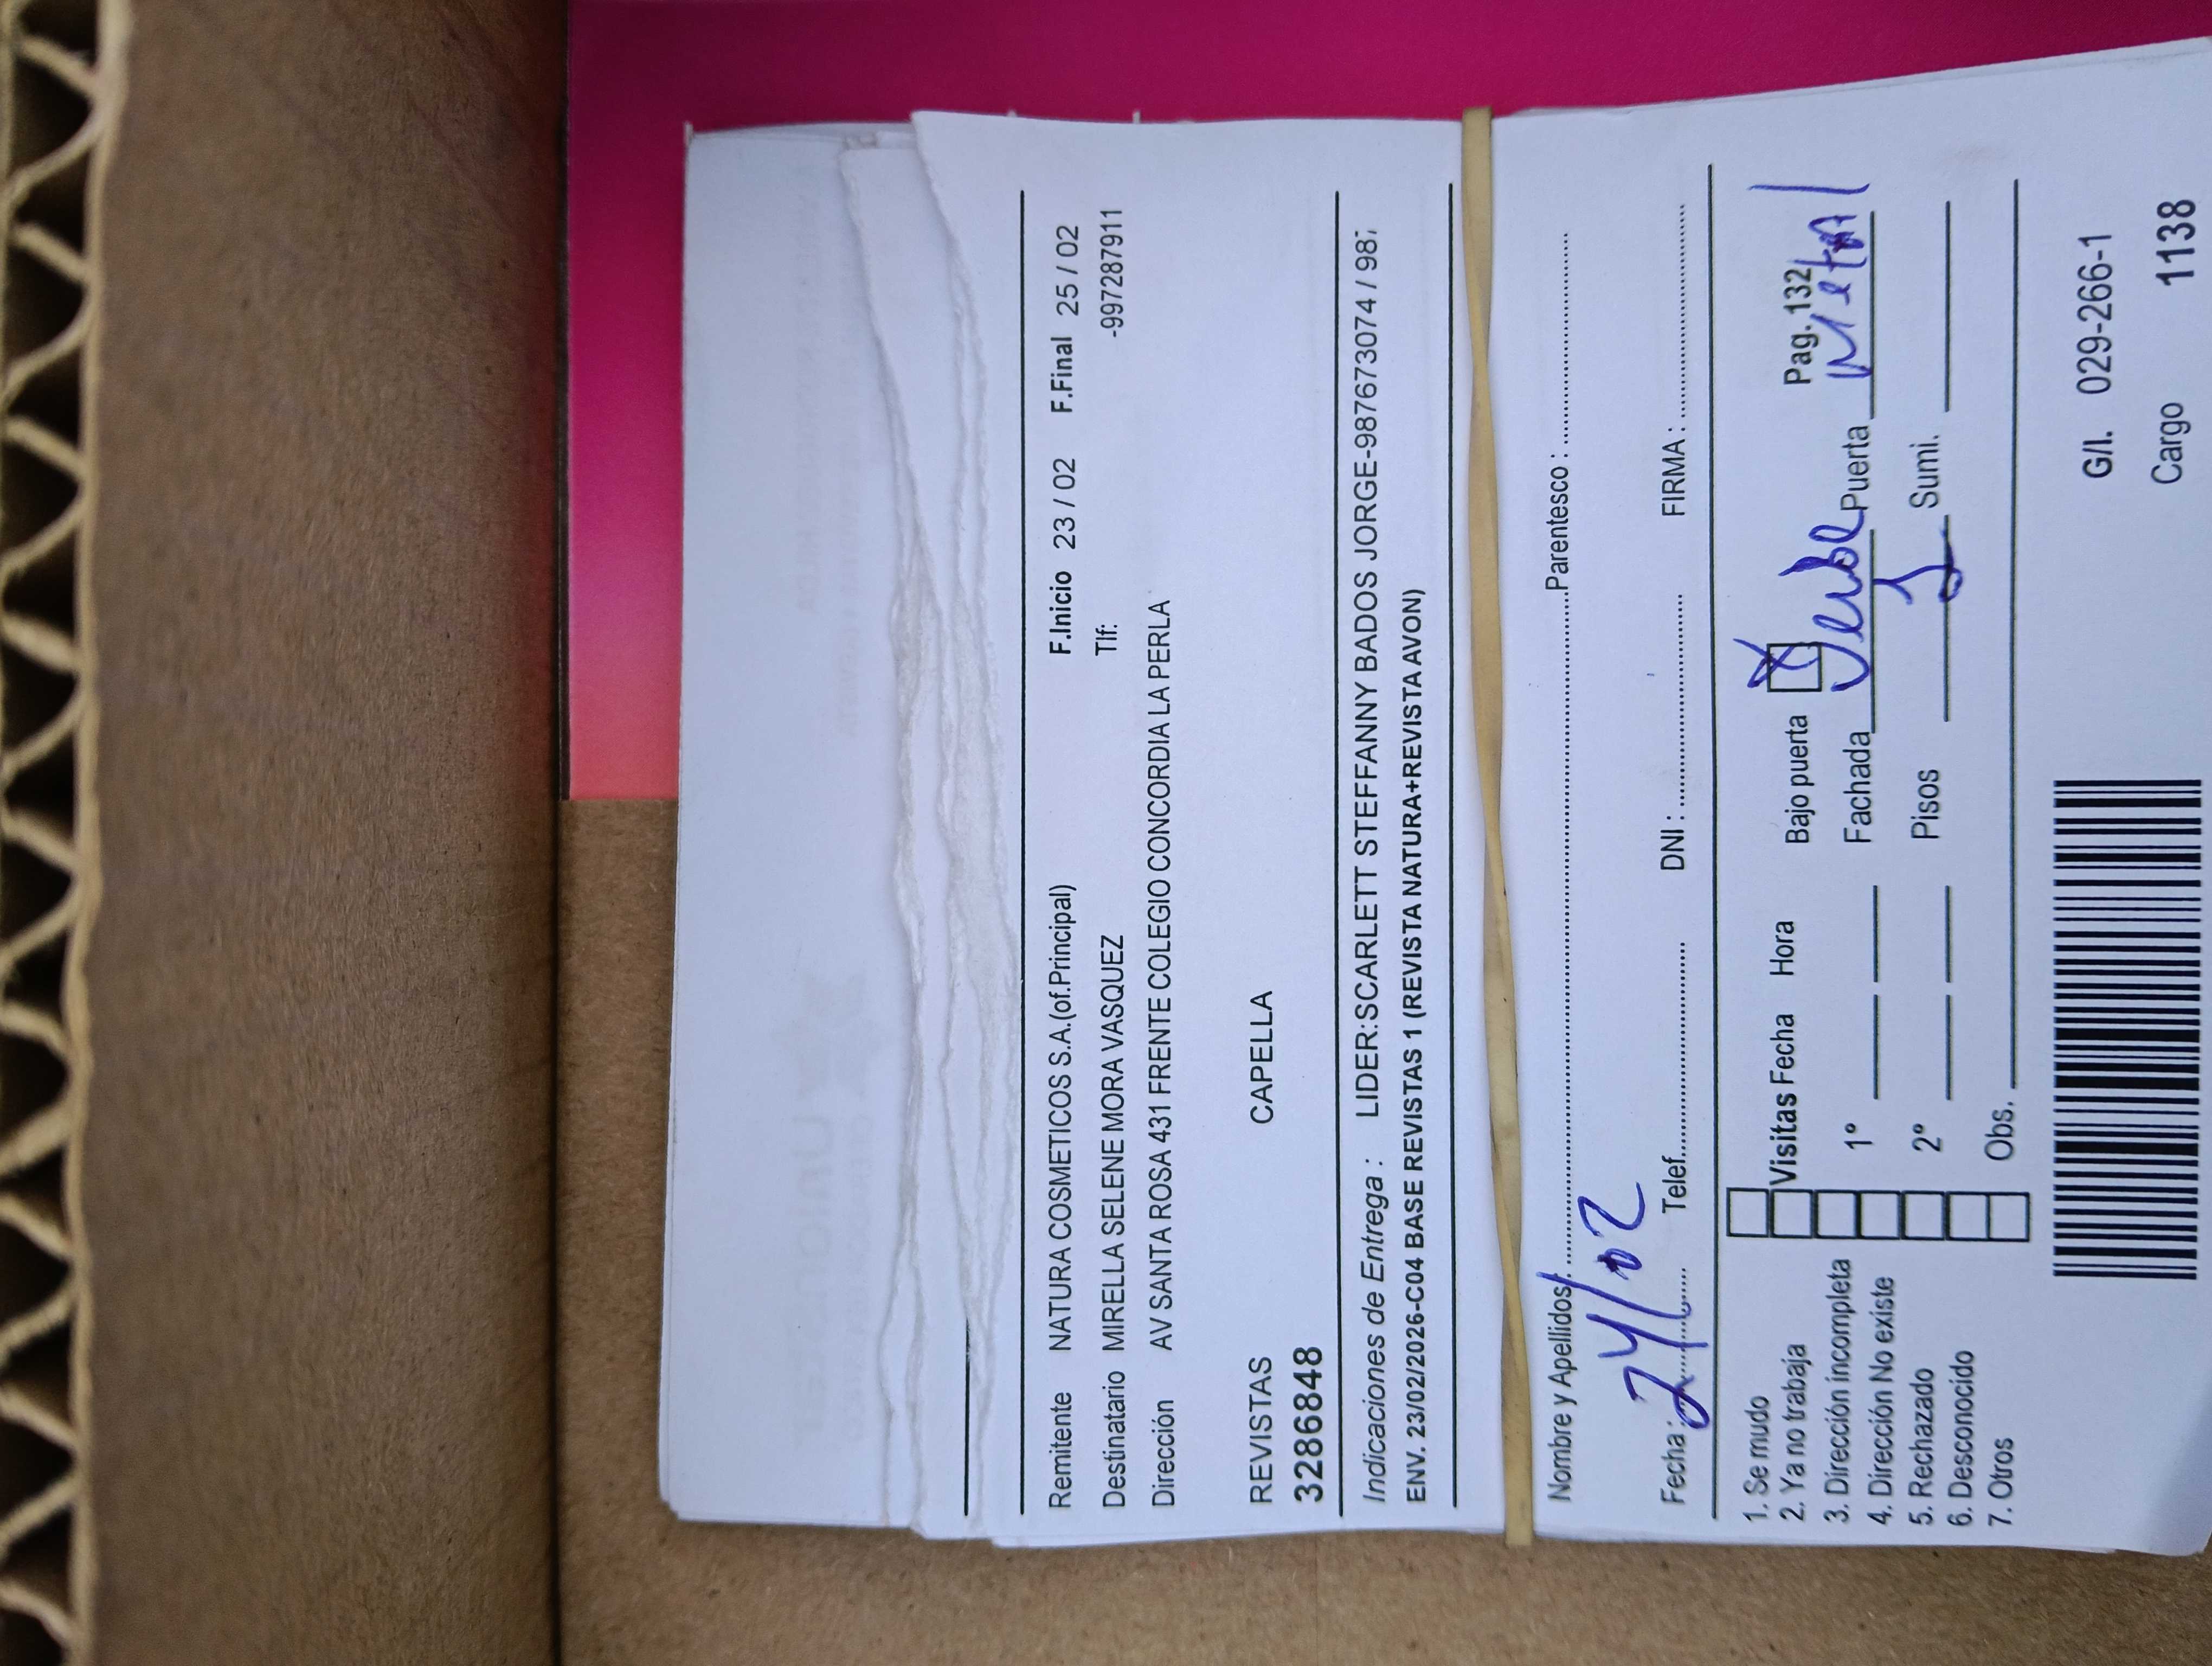 Remitente NATURA COSMETICOS S.A.(of.Principal) F.Inicio 23 / 02 F.Final 25 / 02
Destinatario MIRELLA SELENE MORA VASQUEZ Tlf: -997287911
Dirección AV SANTA ROSA 431 FRENTE COLEGIO CONCORDIA LA PERLA
REVISTAS CAPELLA
3286848
Indicaciones de Entrega : LIDER:SCARLETT STEFFANNY BADOS JORGE-987673074 / 987
ENV. 23/02/2026-C04 BASE REVISTAS 1 (REVISTA NATURA+REVISTA AVON)
Nombre y Apellidos: Parentesco :
Fecha : 24/02 Telef. DNI : FIRMA :
1. Se mudo
2. Ya no trabaja Visitas Fecha Hora Bajo puerta X Pag. 132
3. Dirección incompleta 1º Fachada Puerta Metal
4. Dirección No existe
5. Rechazado 2º Pisos 1 Sumi.
6. Desconocido
7. Otros Obs.
G/I. 029-266-1
Cargo 1138